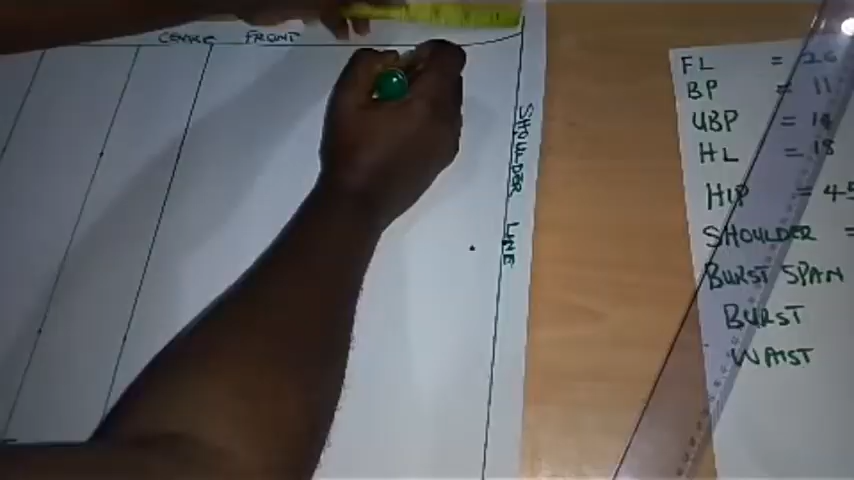 CENTRE FRONT
SHOULDER LINE
FL = 26
BP = 11
UBP = 14
HL = 18
HIP = 45
SHOULDER =
BURST SPAN
BURST
WAIST